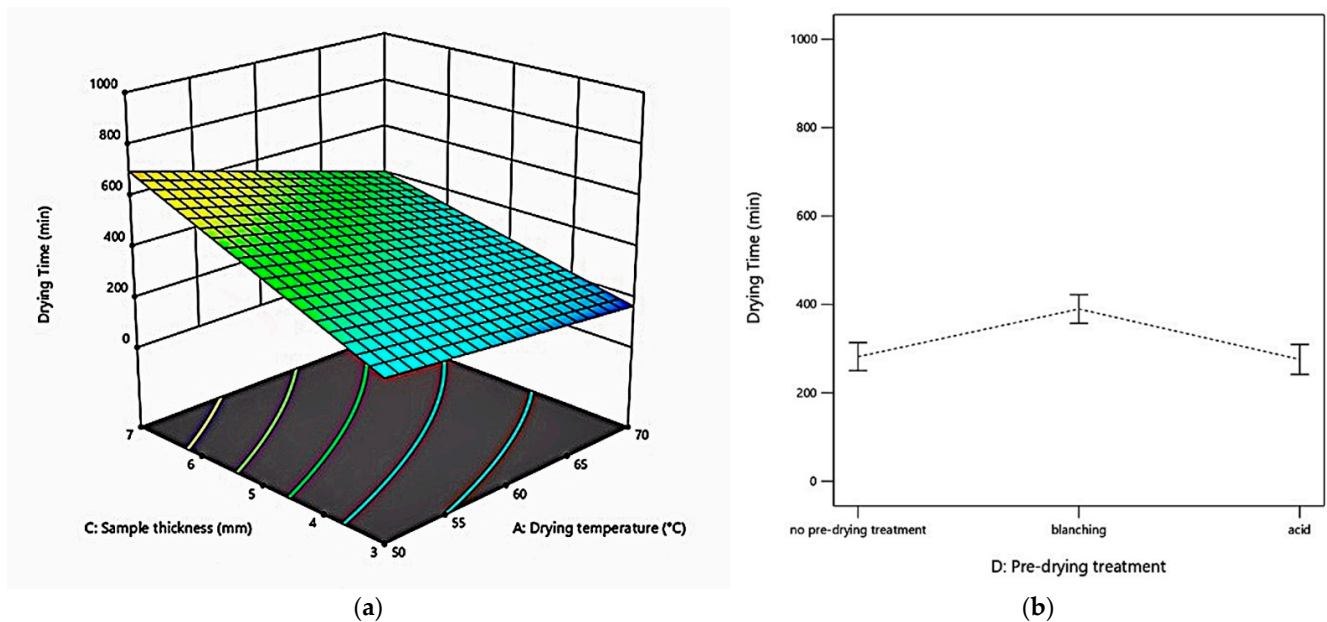 1000
800
600
400
200
0
Drying Time (min)
7
6
5
4
3
50
55
60
65
70
C: Sample thickness (mm)
A: Drying temperature (°C)
(a)
1000
800
600
400
200
0
Drying Time (min)
no pre-drying treatment
blanching
acid
D: Pre-drying treatment
(b)